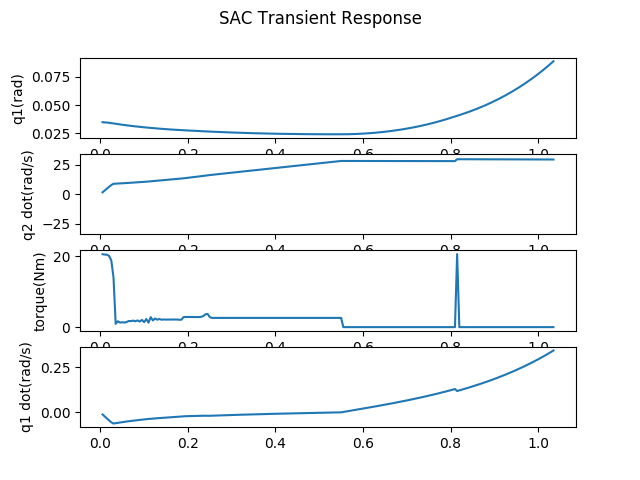 SAC Transient Response
q1(rad)
0.075
0.050
0.025
0.0 0.2 0.4 0.6 0.8 1.0
q2 dot(rad/s)
25
0
−25
0.0 0.2 0.4 0.6 0.8 1.0
torque(Nm)
20
0
0.0 0.2 0.4 0.6 0.8 1.0
q1 dot(rad/s)
0.25
0.00
0.0 0.2 0.4 0.6 0.8 1.0